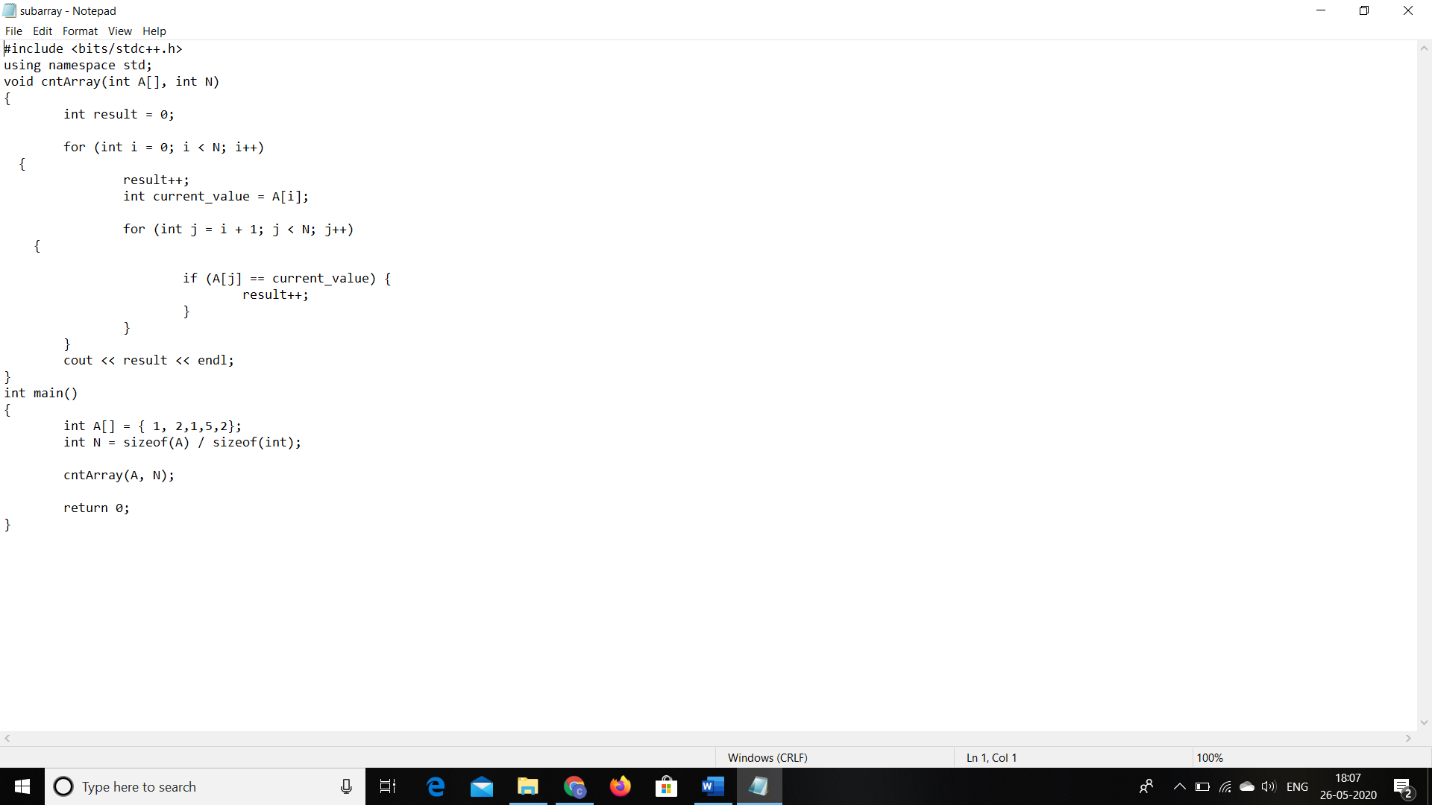 subarray - Notepad
File Edit Format View Help
#include <bits/stdc++.h>
using namespace std;
void cntArray(int A[], int N)
{
        int result = 0;

        for (int i = 0; i < N; i++)
  {
                result++;
                int current_value = A[i];

                for (int j = i + 1; j < N; j++)
    {

                        if (A[j] == current_value) {
                                result++;
                        }
                }
        }
        cout << result << endl;
}
int main()
{
        int A[] = { 1, 2,1,5,2};
        int N = sizeof(A) / sizeof(int);

        cntArray(A, N);

        return 0;
}
Windows (CRLF) Ln 1, Col 1 100%
Type here to search
ENG
18:07
26-05-2020
2